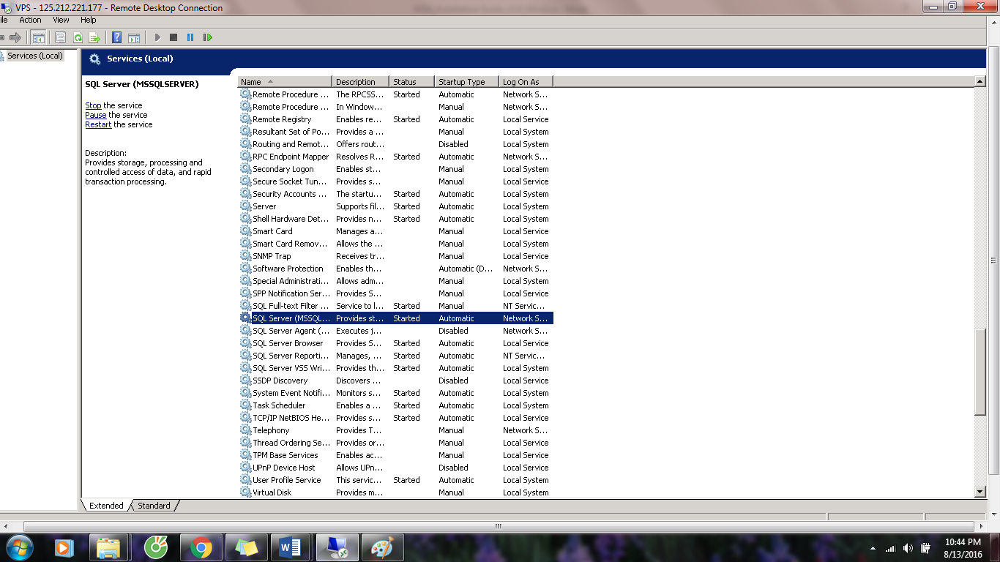 VPS - 125.212.221.177 - Remote Desktop Connection
ile Action View Help
Services (Local)
Services (Local)
SQL Server (MSSQLSERVER)
Stop the service
Pause the service
Restart the service
Description:
Provides storage, processing and
controlled access of data, and rapid
transaction processing.
Name Description Status Startup Type Log On As
Remote Procedure ... The RPCSS... Started Automatic Network S...
Remote Procedure ... In Window... Manual Network S...
Remote Registry Enables re... Started Automatic Local Service
Resultant Set of Po... Provides a ... Manual Local System
Routing and Remot... Offers rout... Disabled Local System
RPC Endpoint Mapper Resolves R... Started Automatic Network S...
Secondary Logon Enables st... Manual Local System
Secure Socket Tun... Provides s... Manual Local Service
Security Accounts ... The startu... Started Automatic Local System
Server Supports fil... Started Automatic Local System
Shell Hardware Det... Provides n... Started Automatic Local System
Smart Card Manages a... Manual Local Service
Smart Card Remov... Allows the ... Manual Local System
SNMP Trap Receives tr... Manual Local Service
Software Protection Enables th... Automatic (D... Network S...
Special Administrati... Allows adm... Manual Local System
SPP Notification Ser... Provides S... Manual Local Service
SQL Full-text Filter ... Service to l... Started Manual NT Servic...
SQL Server (MSSQL... Provides st... Started Automatic Network S...
SQL Server Agent (... Executes j... Disabled Network S...
SQL Server Browser Provides S... Started Automatic Local Service
SQL Server Reporti... Manages, ... Started Automatic NT Servic...
SQL Server VSS Wri... Provides th... Started Automatic Local System
SSDP Discovery Discovers ... Disabled Local Service
System Event Notifi... Monitors s... Started Automatic Local System
Task Scheduler Enables a ... Started Automatic Local System
TCP/IP NetBIOS He... Provides s... Started Automatic Local Service
Telephony Provides T... Manual Network S...
Thread Ordering Se... Provides or... Manual Local Service
TPM Base Services Enables ac... Manual Local Service
UPnP Device Host Allows UPn... Disabled Local Service
User Profile Service This servic... Started Automatic Local System
Virtual Disk Provides m... Manual Local System
Extended Standard
10:44 PM
8/13/2016